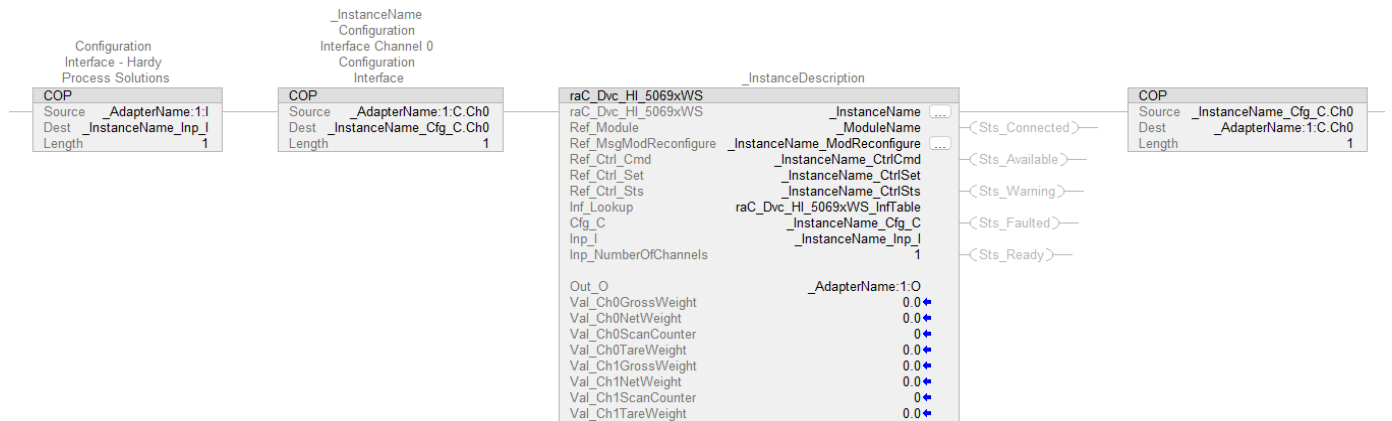 Configuration
Interface - Hardy
Process Solutions
COP
Source _AdapterName:1:I
Dest _InstanceName_Inp_I
Length 1
_InstanceName
Configuration
Interface Channel 0
Configuration
Interface
COP
Source _AdapterName:1:C.Ch0
Dest _InstanceName_Cfg_C.Ch0
Length 1
_InstanceDescription
raC_Dvc_HI_5069xWS
raC_Dvc_HI_5069xWS _InstanceName ...
Ref_Module _ModuleName
Ref_MsgModReconfigure _InstanceName_ModReconfigure ...
Ref_Ctrl_Cmd _InstanceName_CtrlCmd
Ref_Ctrl_Set _InstanceName_CtrlSet
Ref_Ctrl_Sts _InstanceName_CtrlSts
Inf_Lookup raC_Dvc_HI_5069xWS_InfTable
Cfg_C _InstanceName_Cfg_C
Inp_I _InstanceName_Inp_I
Inp_NumberOfChannels 1
Out_O _AdapterName:1:O
Val_Ch0GrossWeight 0.0
Val_Ch0NetWeight 0.0
Val_Ch0ScanCounter 0
Val_Ch0TareWeight 0.0
Val_Ch1GrossWeight 0.0
Val_Ch1NetWeight 0.0
Val_Ch1ScanCounter 0
Val_Ch1TareWeight 0.0
Sts_Connected
Sts_Available
Sts_Warning
Sts_Faulted
Sts_Ready
COP
Source _InstanceName_Cfg_C.Ch0
Dest _AdapterName:1:C.Ch0
Length 1